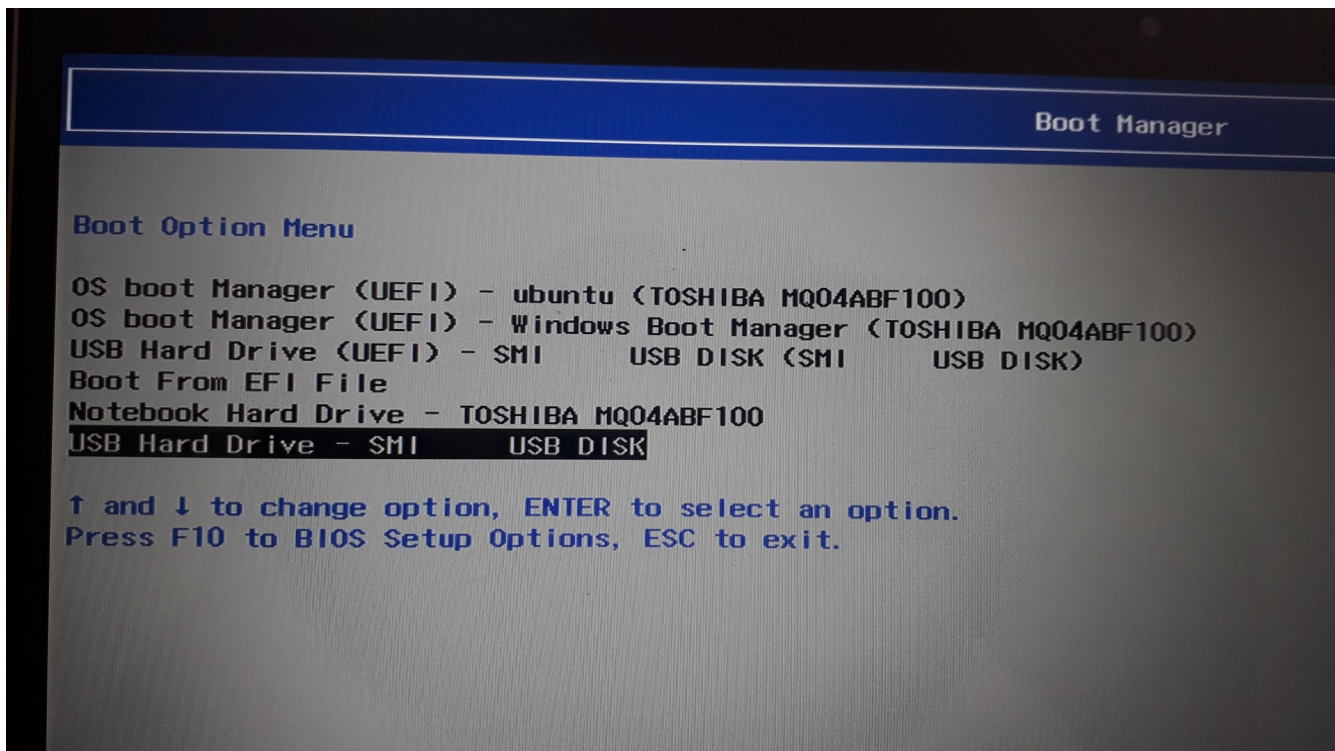 Boot Manager
Boot Option Menu
OS boot Manager (UEFI) - ubuntu (TOSHIBA MQ04ABF100)
OS boot Manager (UEFI) - Windows Boot Manager (TOSHIBA MQ04ABF100)
USB Hard Drive (UEFI) - SMI      USB DISK (SMI      USB DISK)
Boot From EFI File
Notebook Hard Drive - TOSHIBA MQ04ABF100
USB Hard Drive - SMI      USB DISK
↑ and ↓ to change option, ENTER to select an option.
Press F10 to BIOS Setup Options, ESC to exit.